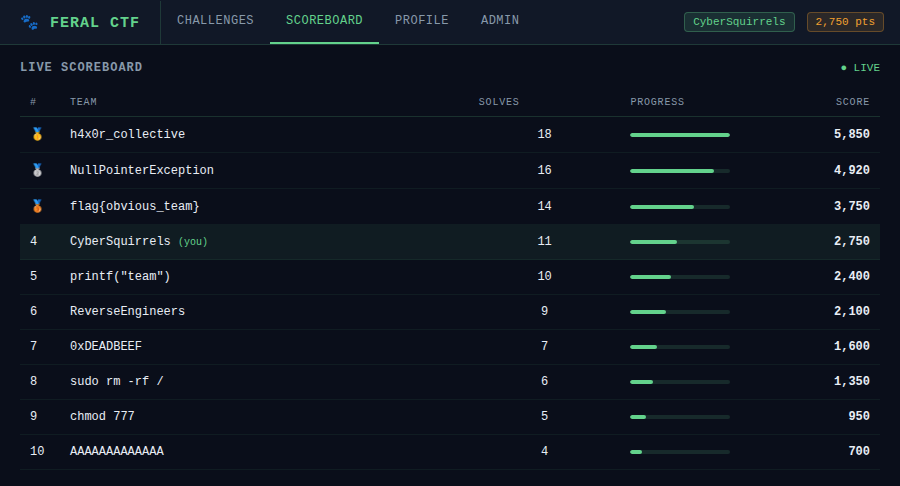 🐾 FERAL CTF CHALLENGES SCOREBOARD PROFILE ADMIN CyberSquirrels 2,750 pts
LIVE SCOREBOARD ● LIVE
# TEAM SOLVES PROGRESS SCORE
🥇 h4x0r_collective 18 5,850
🥈 NullPointerException 16 4,920
🥉 flag{obvious_team} 14 3,750
4 CyberSquirrels (you) 11 2,750
5 printf("team") 10 2,400
6 ReverseEngineers 9 2,100
7 0xDEADBEEF 7 1,600
8 sudo rm -rf / 6 1,350
9 chmod 777 5 950
10 AAAAAAAAAAAAA 4 700